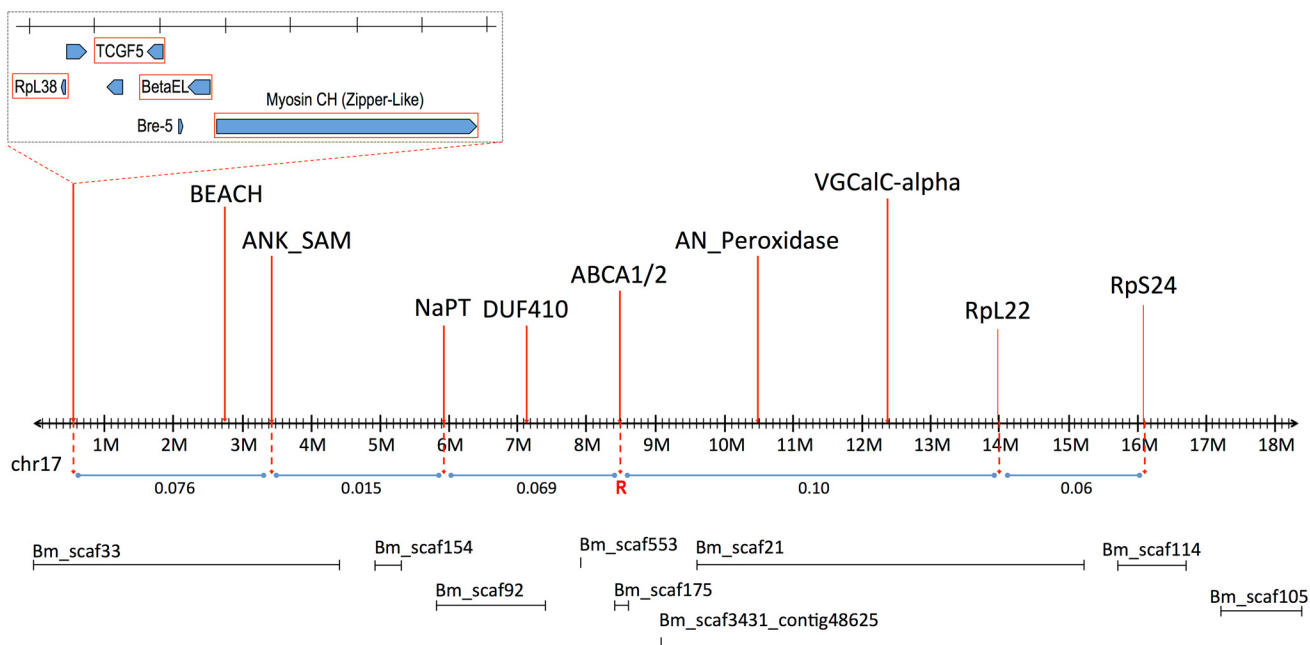 TCGF5
RpL38
BetaEL
Myosin CH (Zipper-Like)
Bre-5
VGCalC-alpha
BEACH
ANK_SAM
AN_Peroxidase
ABCA1/2
RpS24
NaPT
DUF410
RpL22
1M 2M 3M 4M 5M 6M 7M 8M 9M 10M 11M 12M 13M 14M 15M 16M 17M 18M
chr17
0.076 0.015 0.069 R 0.10 0.06
Bm_scaf33 Bm_scaf154 Bm_scaf553 Bm_scaf21 Bm_scaf114
Bm_scaf92 Bm_scaf175 Bm_scaf105
Bm_scaf3431_contig48625